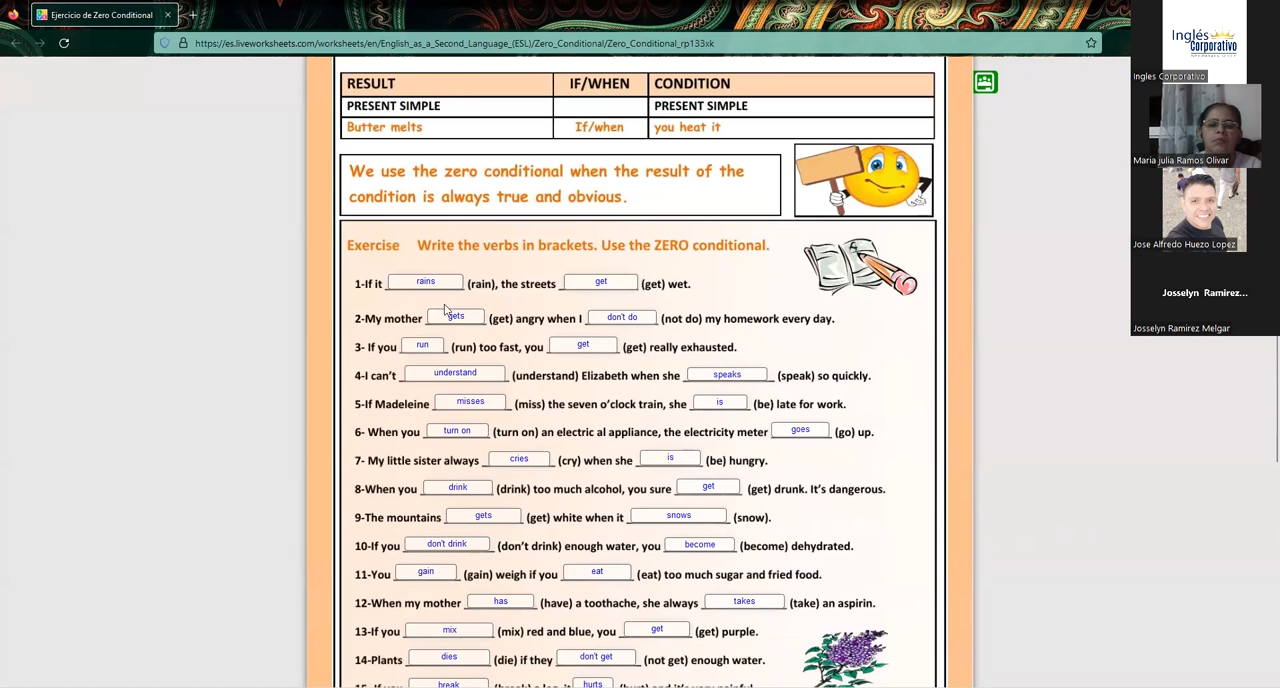 Ejercicio de Zero Conditional
https://es.liveworksheets.com/worksheets/en/English_as_a_Second_Language_(ESL)/Zero_Conditional/Zero_Conditional_rp133xk
Inglés
Corporativo
Ingles Corporativo
Maria julia Ramos Olivar
Jose Alfredo Huezo Lopez
Josselyn Ramirez...
Josselyn Ramirez Melgar
RESULT IF/WHEN CONDITION
PRESENT SIMPLE PRESENT SIMPLE
Butter melts If/when you heat it
We use the zero conditional when the result of the
condition is always true and obvious.
Exercise Write the verbs in brackets. Use the ZERO conditional.
1-If it rains (rain), the streets get (get) wet.
2-My mother gets (get) angry when I don't do (not do) my homework every day.
3- If you run (run) too fast, you get (get) really exhausted.
4-I can't understand (understand) Elizabeth when she speaks (speak) so quickly.
5-If Madeleine misses (miss) the seven o'clock train, she is (be) late for work.
6- When you turn on (turn on) an electric al appliance, the electricity meter goes (go) up.
7- My little sister always cries (cry) when she is (be) hungry.
8-When you drink (drink) too much alcohol, you sure get (get) drunk. It's dangerous.
9-The mountains gets (get) white when it snows (snow).
10-If you don't drink (don't drink) enough water, you become (become) dehydrated.
11-You gain (gain) weigh if you eat (eat) too much sugar and fried food.
12-When my mother has (have) a toothache, she always takes (take) an aspirin.
13-If you mix (mix) red and blue, you get (get) purple.
14-Plants dies (die) if they don't get (not get) enough water.
15- If you break (break) a leg, it hurts (hurt) and it's very painful.